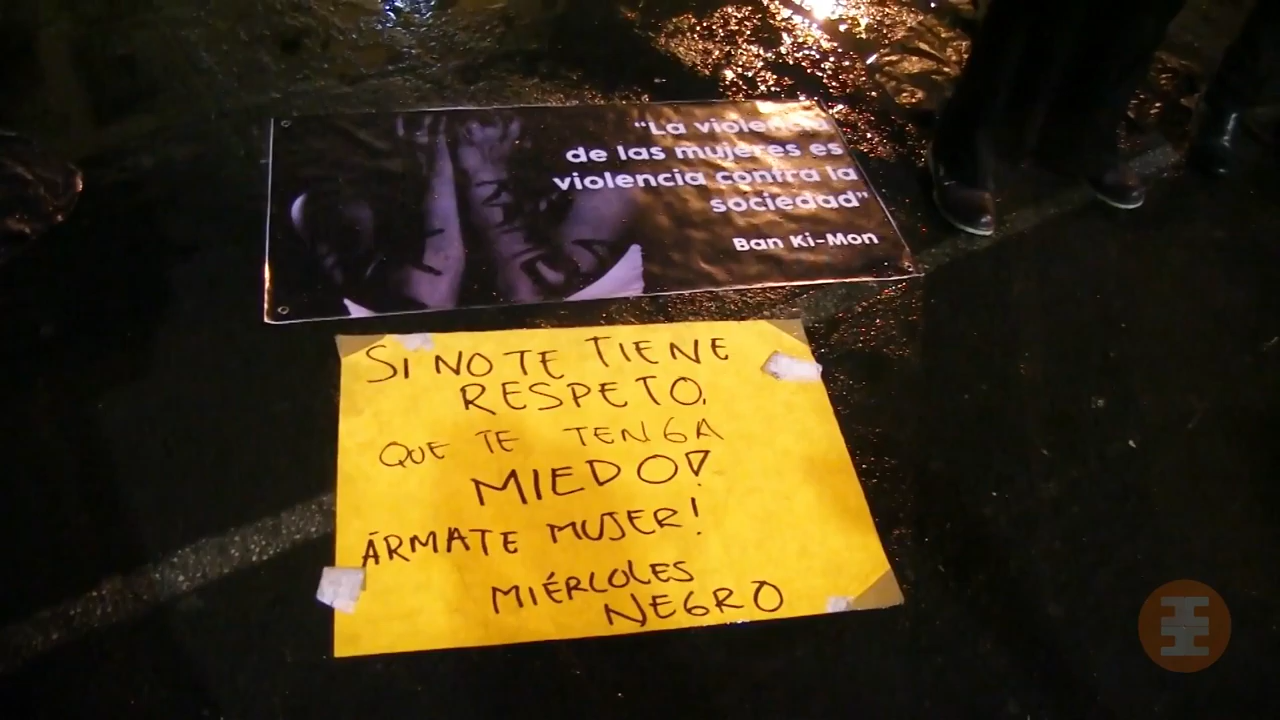 “La violencia
de las mujeres es
violencia contra la
sociedad”
Ban Ki-Mon
SI NO TE TIENE
RESPETO,
QUE TE TENGA
MIEDO!
ÁRMATE MUJER!
MIÉRCOLES
NEGRO